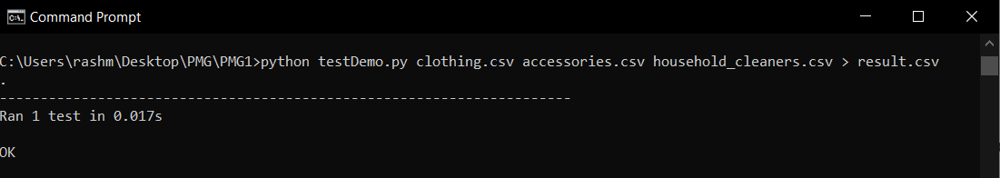 Command Prompt
C:\Users\rashm\Desktop\PMG\PMG1>python testDemo.py clothing.csv accessories.csv household_cleaners.csv > result.csv
.
----------------------------------------------------------------------
Ran 1 test in 0.017s
OK